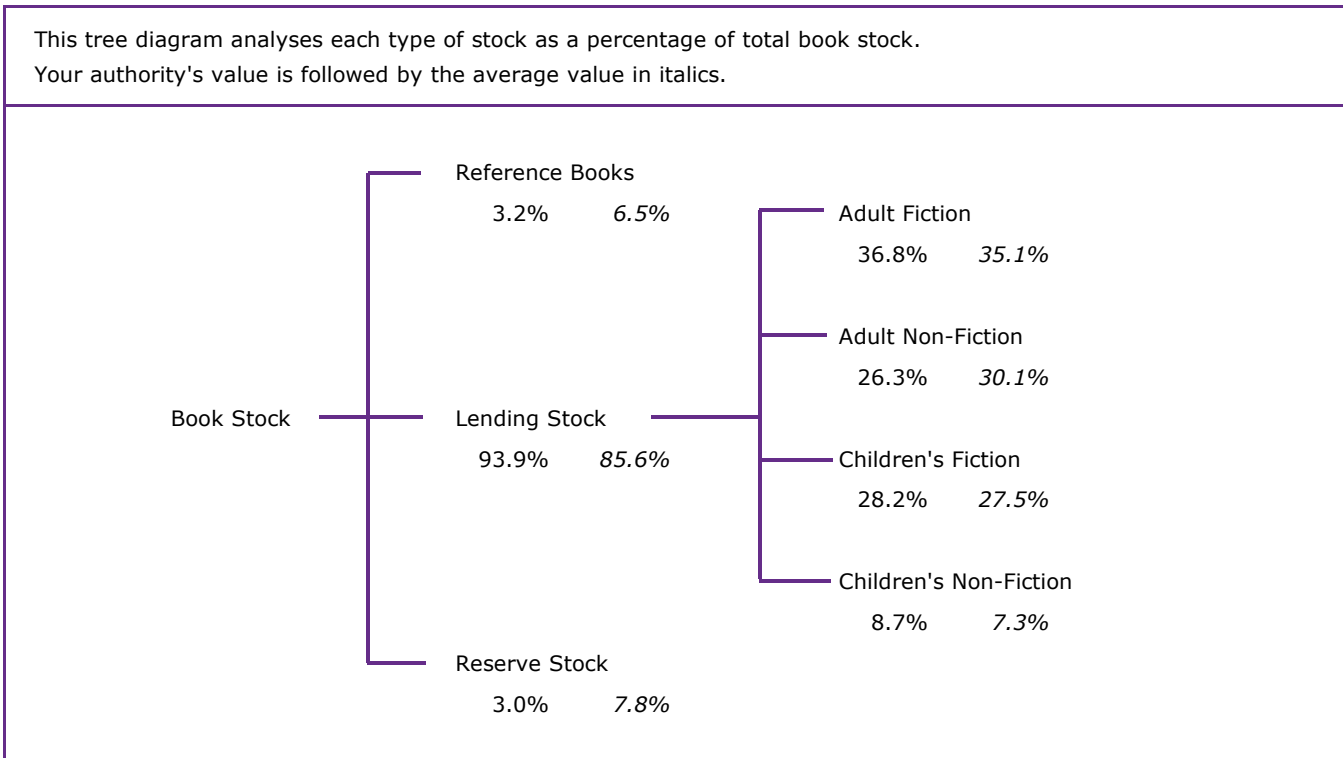 This tree diagram analyses each type of stock as a percentage of total book stock.
Your authority's value is followed by the average value in italics.
Reference Books
3.2% 6.5%
Adult Fiction
36.8% 35.1%
Adult Non-Fiction
26.3% 30.1%
Book Stock
Lending Stock
93.9% 85.6%
Children's Fiction
28.2% 27.5%
Children's Non-Fiction
8.7% 7.3%
Reserve Stock
3.0% 7.8%